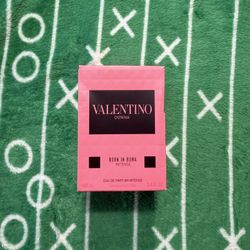 VALENTINO
DONNA
BORN IN ROMA
INTENSE
EAU DE PARFUM INTENSE